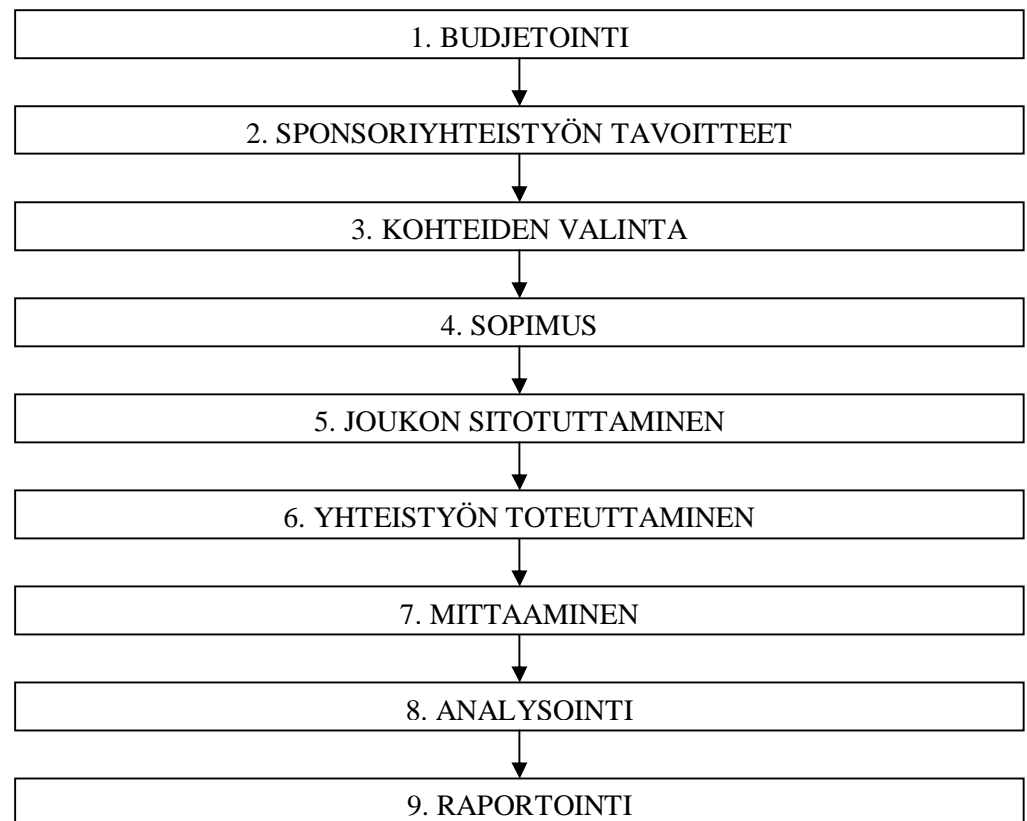 1. BUDJETOINTI
2. SPONSORIYHTEISTYÖN TAVOITTEET
3. KOHTEIDEN VALINTA
4. SOPIMUS
5. JOUKON SITOTUTTAMINEN
6. YHTEISTYÖN TOTEUTTAMINEN
7. MITTAAMINEN
8. ANALYSOINTI
9. RAPORTOINTI